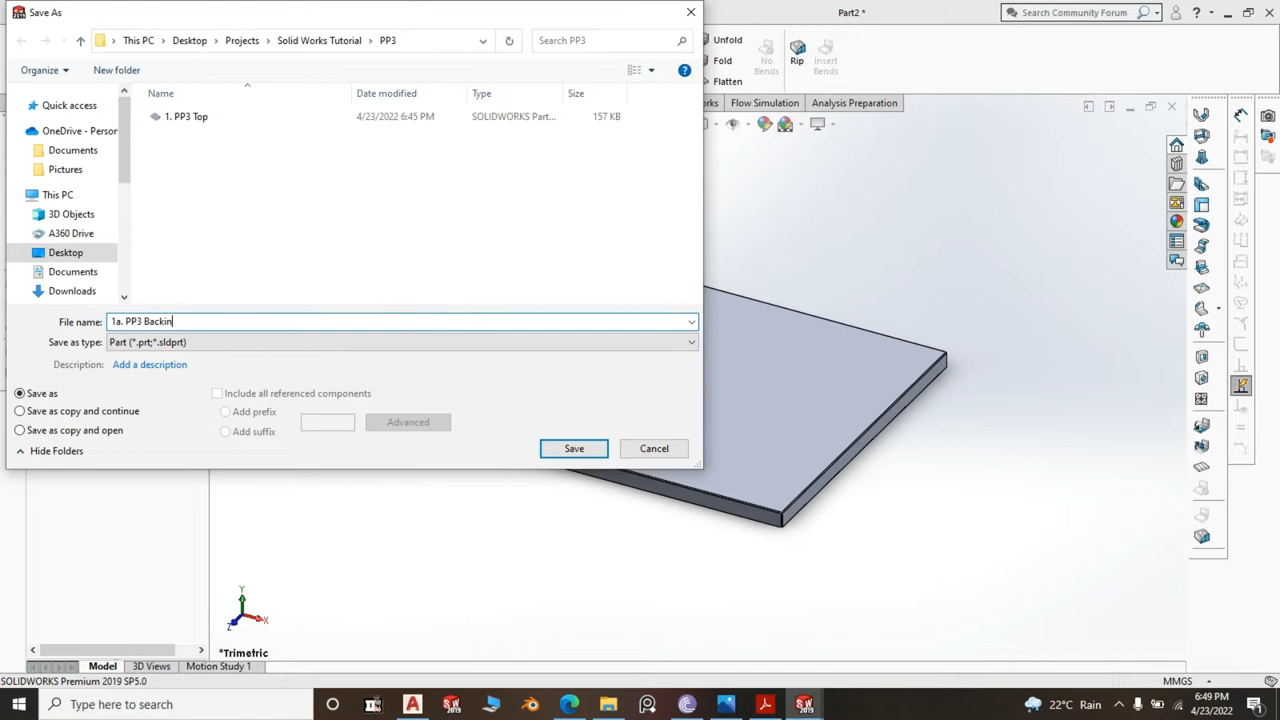 Save As
Part2 *
Search Community Forum
This PC > Desktop > Projects > Solid Works Tutorial > PP3
Search PP3
Organize
New folder
Name
Date modified
Type
Size
1. PP3 Top
4/23/2022 6:45 PM
SOLIDWORKS Part...
157 KB
Quick access
OneDrive - Person
Documents
Pictures
This PC
3D Objects
A360 Drive
Desktop
Documents
Downloads
File name: 1a. PP3 Backin
Save as type: Part (*.prt;*.sldprt)
Description: Add a description
Save as
Save as copy and continue
Save as copy and open
Include all referenced components
Add prefix
Add suffix
Advanced
Hide Folders
Save
Cancel
Unfold
Fold
Flatten
No Bends
Rip
Insert Bends
Flow Simulation
Analysis Preparation
Y
X
Z
*Trimetric
Model
3D Views
Motion Study 1
SOLIDWORKS Premium 2019 SP5.0
MMGS
Type here to search
22°C Rain
6:49 PM
4/23/2022